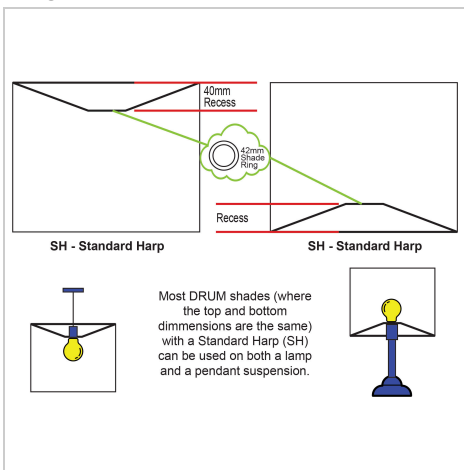 40mm
Recess
42mm
Shade
Ring
Recess
SH - Standard Harp
SH - Standard Harp
Most DRUM shades (where
the top and bottom
dimmensions are the same)
with a Standard Harp (SH)
can be used on both a lamp
and a pendant suspension.